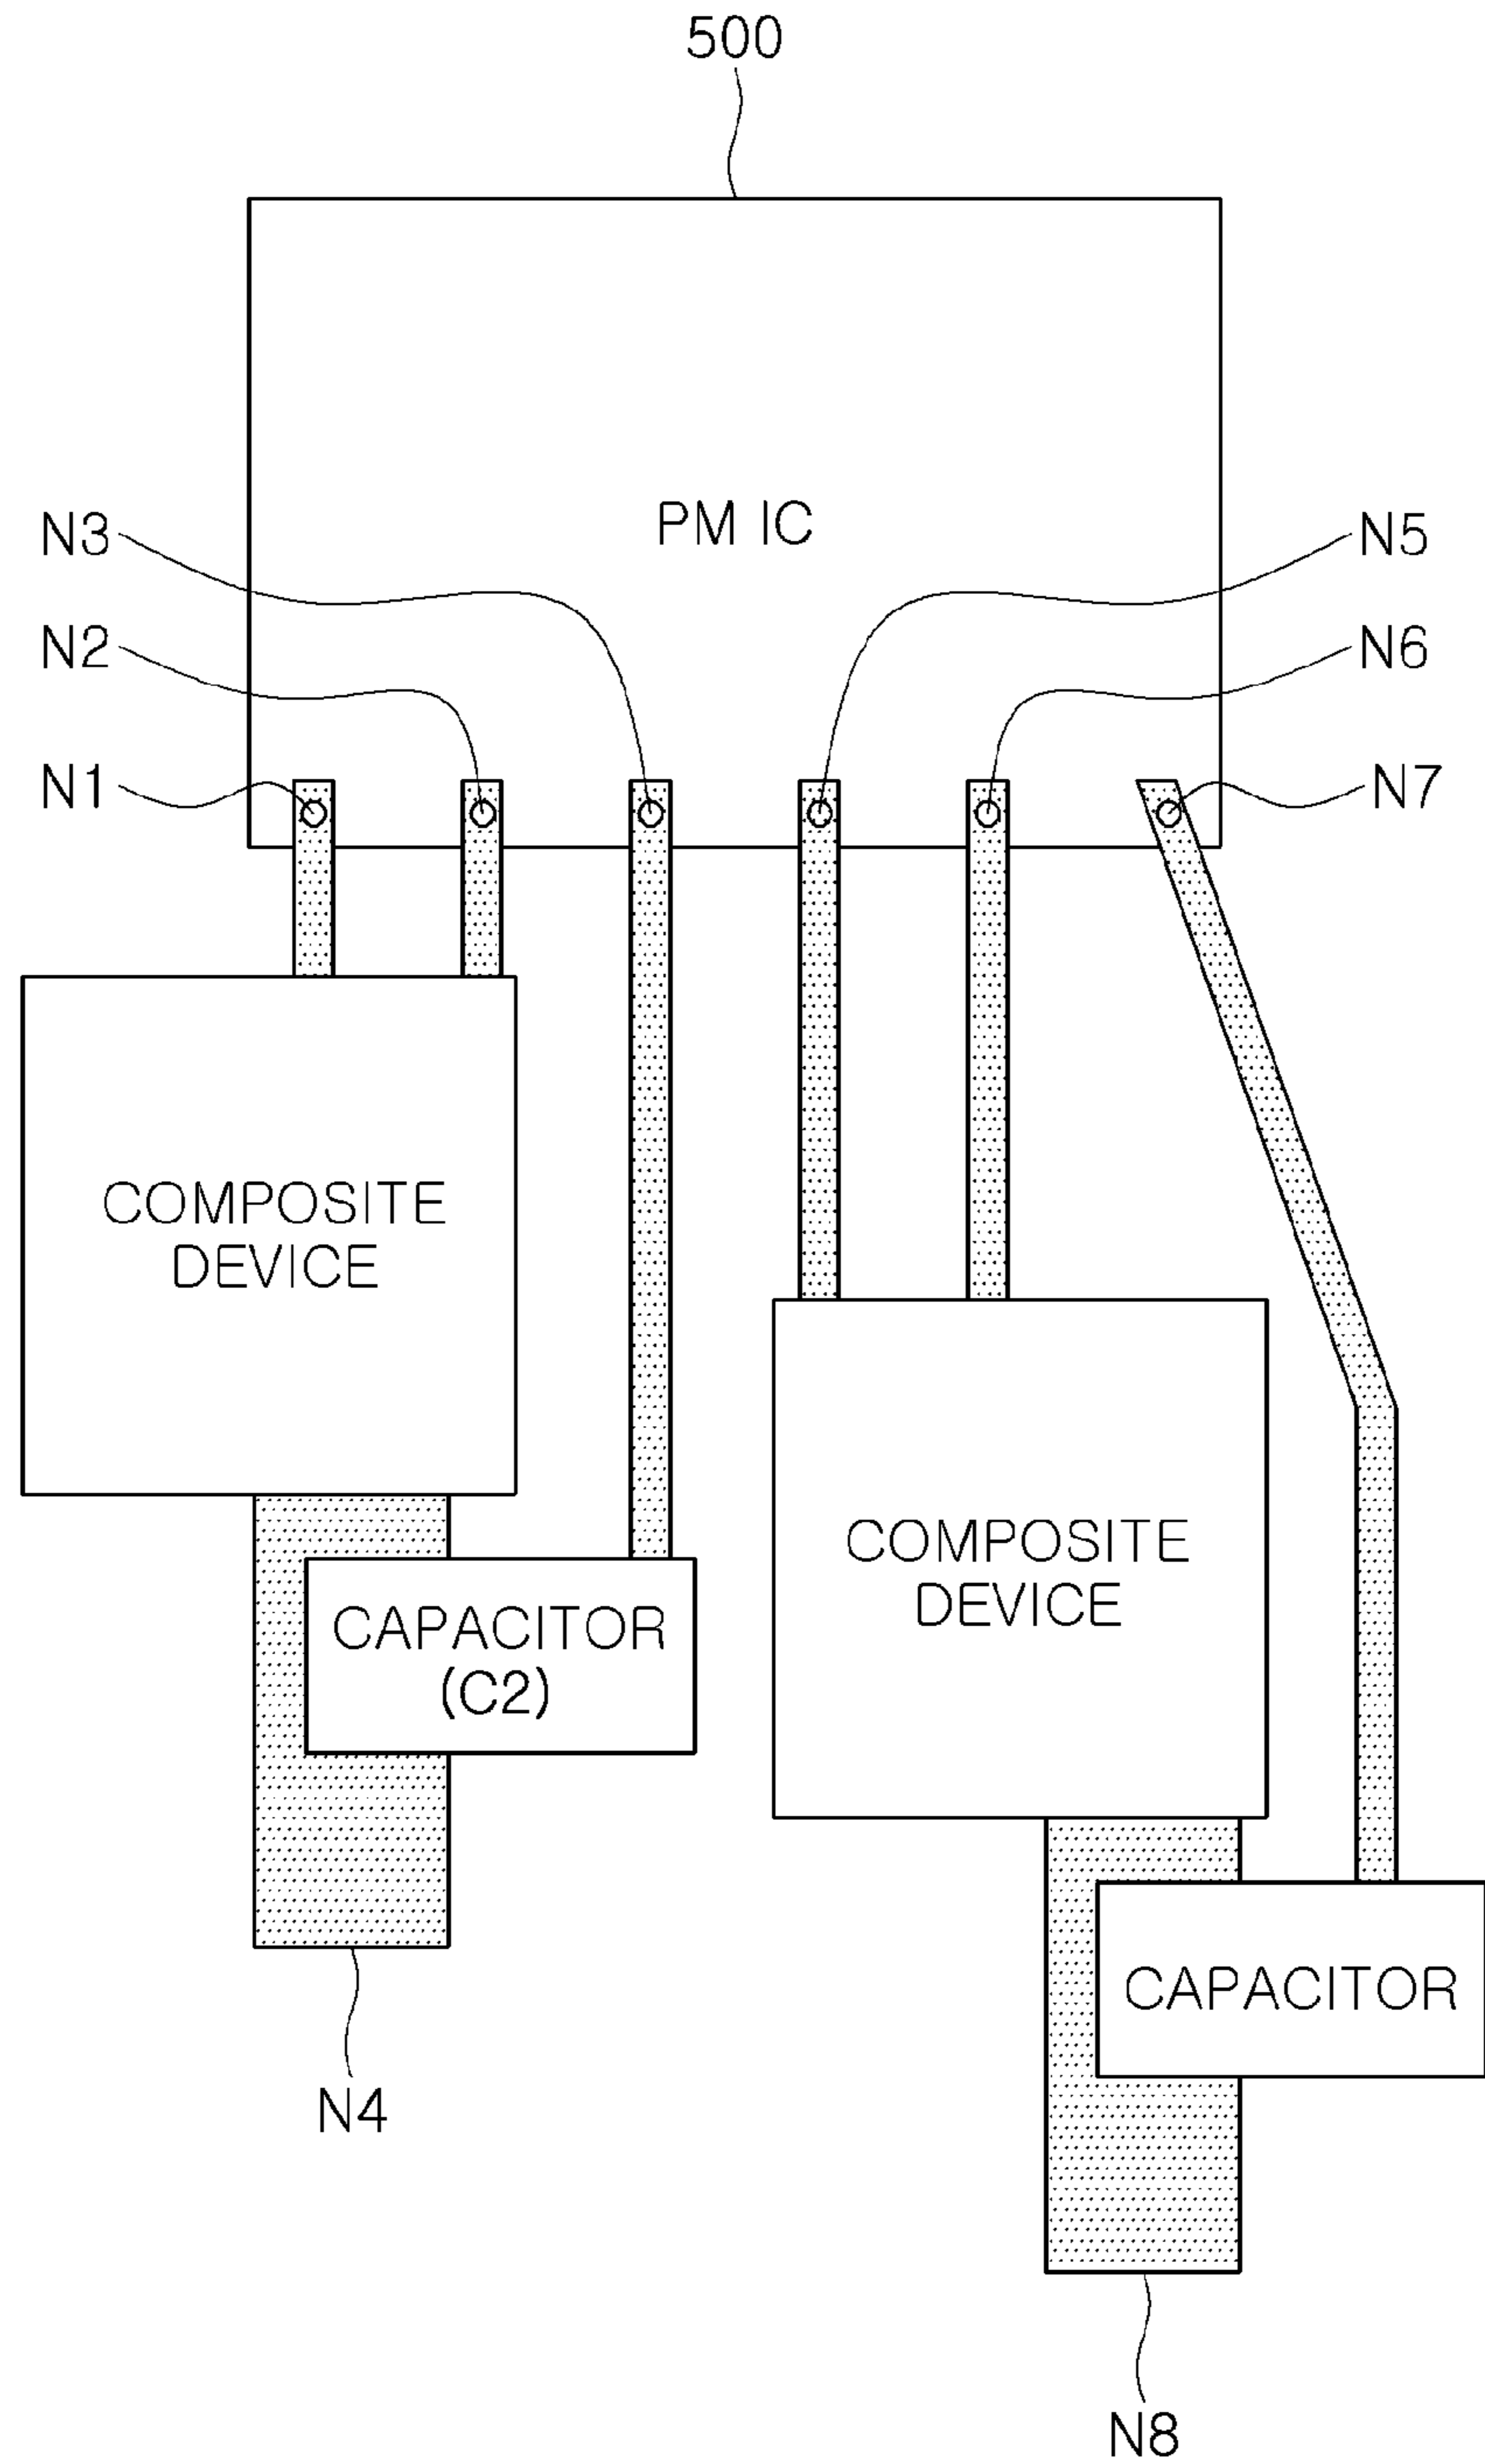 500
PM IC
N3
N5
N2
N6
N1
N7
COMPOSITE
DEVICE
COMPOSITE
DEVICE
CAPACITOR
(C2)
CAPACITOR
N4
N8